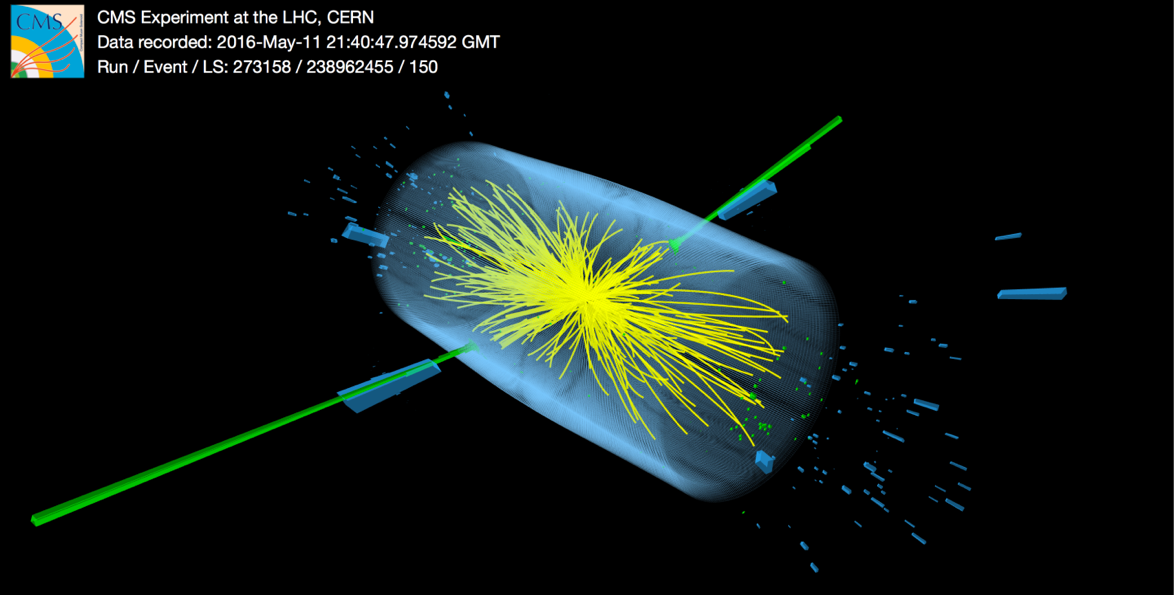 CMS
CMS Experiment at the LHC, CERN
Data recorded: 2016-May-11 21:40:47.974592 GMT
Run / Event / LS: 273158 / 238962455 / 150